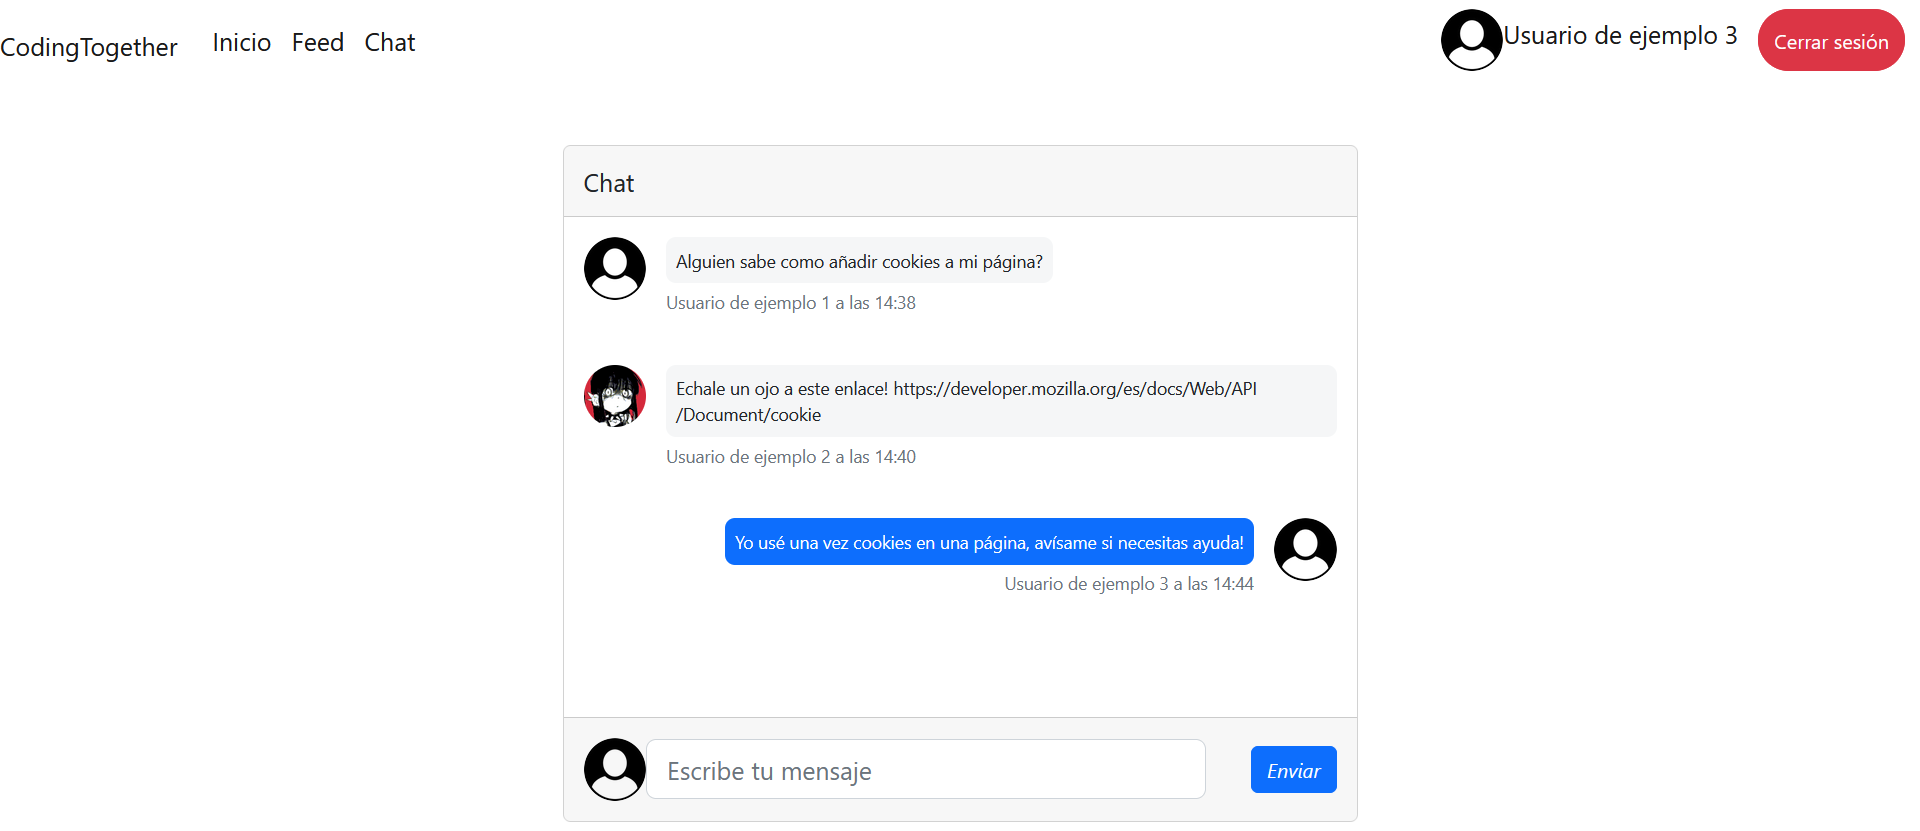 CodingTogether Inicio Feed Chat Usuario de ejemplo 3 Cerrar sesión
Chat
Alguien sabe como añadir cookies a mi página?
Usuario de ejemplo 1 a las 14:38
Echale un ojo a este enlace! https://developer.mozilla.org/es/docs/Web/API
/Document/cookie
Usuario de ejemplo 2 a las 14:40
Yo usé una vez cookies en una página, avísame si necesitas ayuda!
Usuario de ejemplo 3 a las 14:44
Escribe tu mensaje Enviar